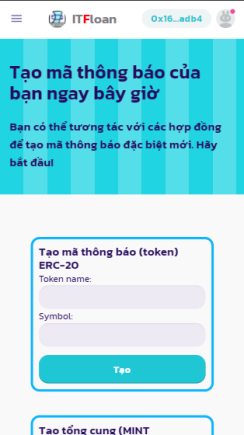 ITFloan
0x16...adb4
Tạo mã thông báo của
bạn ngay bây giờ
Bạn có thể tương tác với các hợp đồng
để tạo mã thông báo đặc biệt mới. Hãy
bắt đầu!
Tạo mã thông báo (token)
ERC-20
Token name:
Symbol:
Tạo
Tạo tổng cung (MINT